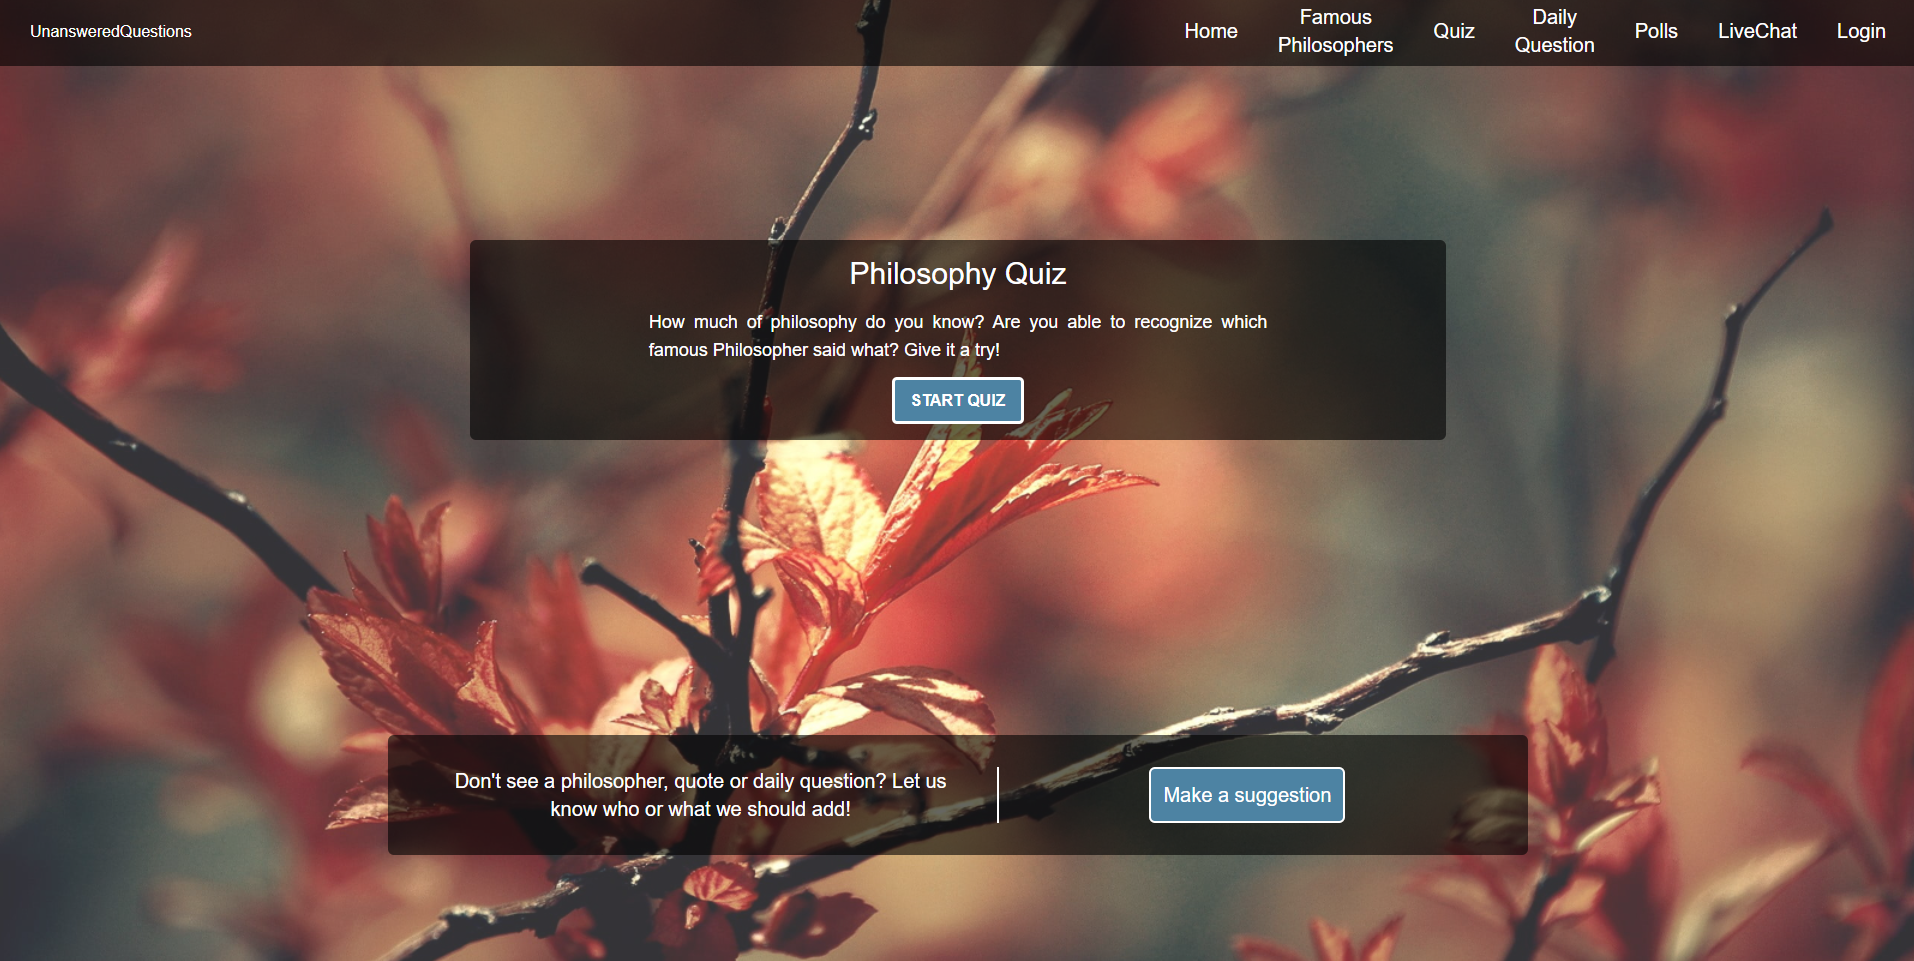 UnansweredQuestions
Home
Famous
Philosophers
Quiz
Daily
Question
Polls
LiveChat
Login
Philosophy Quiz
How much of philosophy do you know? Are you able to recognize which
famous Philosopher said what? Give it a try!
START QUIZ
Don't see a philosopher, quote or daily question? Let us
know who or what we should add!
Make a suggestion